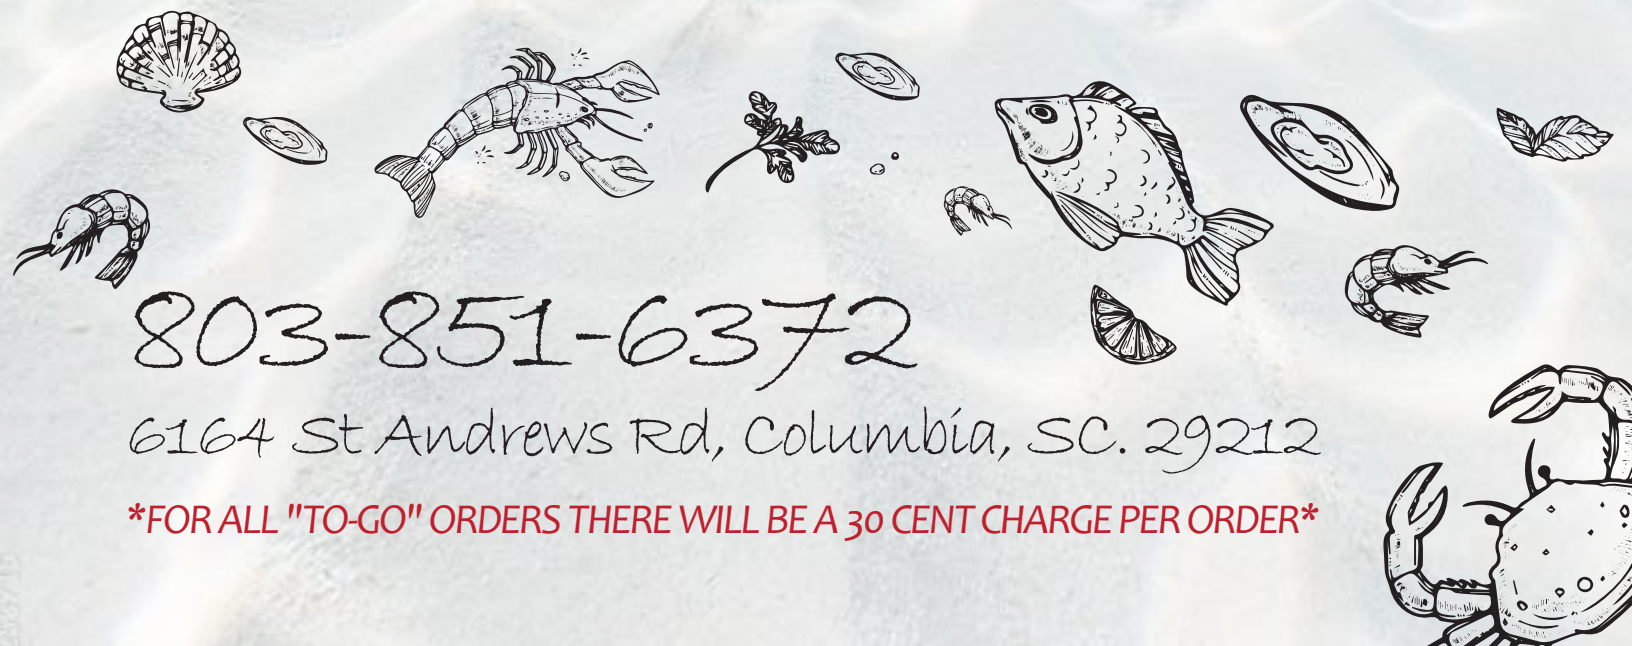 803-851-6372
6164 St Andrews Rd, Columbia, SC. 29212
*FOR ALL "TO-GO" ORDERS THERE WILL BE A 30 CENT CHARGE PER ORDER*